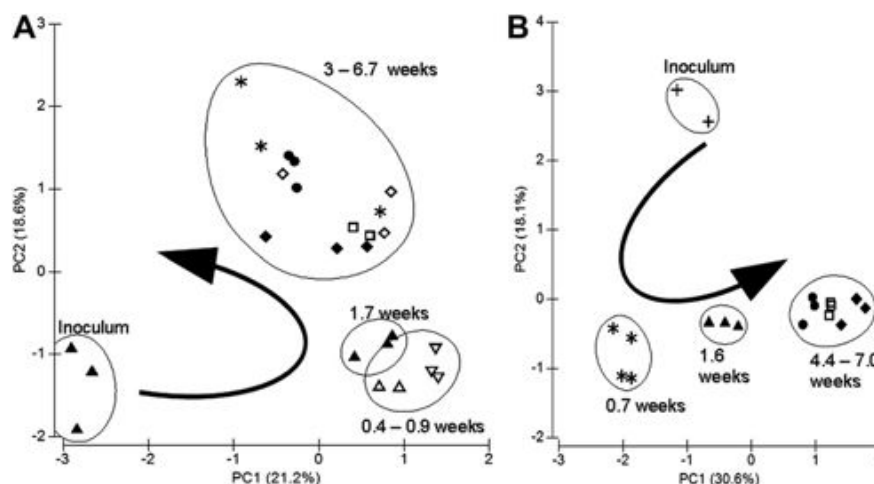 A
3
2
1
0
-1
-2
PC2 (18.6%)
3 – 6.7 weeks
Inoculum
1.7 weeks
0.4 – 0.9 weeks
-3
-2
-1
0
1
2
PC1 (21.2%)
B
4
3
2
1
0
-1
-2
PC2 (18.1%)
Inoculum
0.7 weeks
1.6
weeks
4.4 – 7.0
weeks
-3
-2
-1
0
1
PC1 (30.6%)